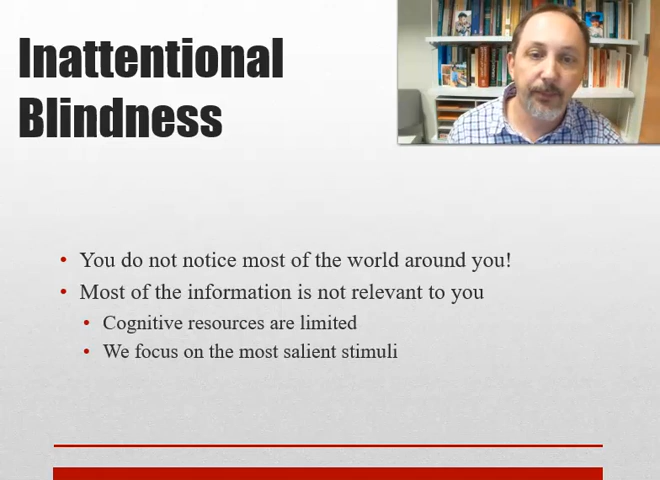 Inattentional
Blindness
• You do not notice most of the world around you!
• Most of the information is not relevant to you
• Cognitive resources are limited
• We focus on the most salient stimuli